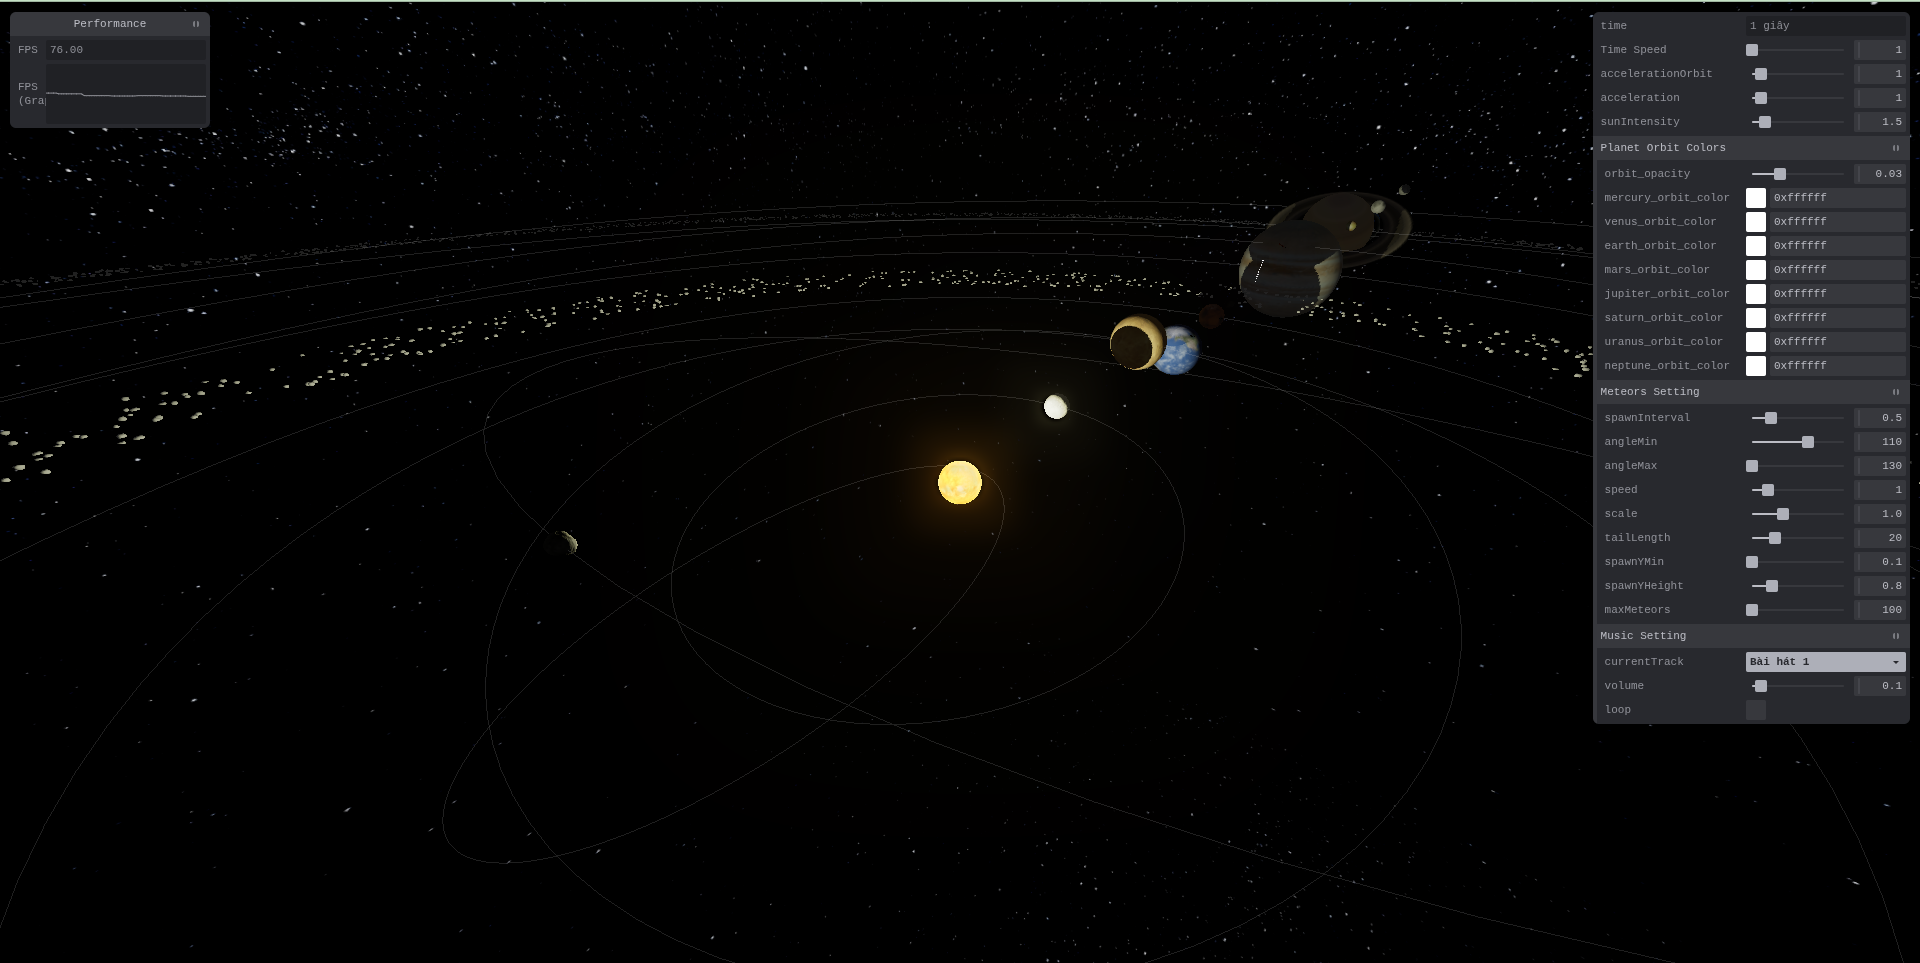 Performance
FPS 76.00
FPS
(Gra
time 1 giây
Time Speed 1
accelerationOrbit 1
acceleration 1
sunIntensity 1.5
Planet Orbit Colors
orbit_opacity 0.03
mercury_orbit_color 0xffffff
venus_orbit_color 0xffffff
earth_orbit_color 0xffffff
mars_orbit_color 0xffffff
jupiter_orbit_color 0xffffff
saturn_orbit_color 0xffffff
uranus_orbit_color 0xffffff
neptune_orbit_color 0xffffff
Meteors Setting
spawnInterval 0.5
angleMin 110
angleMax 130
speed 1
scale 1.0
tailLength 20
spawnYMin 0.1
spawnYHeight 0.8
maxMeteors 100
Music Setting
currentTrack Bài hát 1
volume 0.1
loop